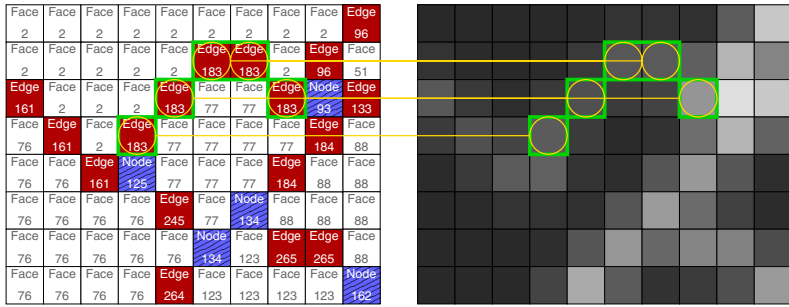 Face Face Face Face Face Face Face Face Face Edge
2 2 2 2 2 2 2 2 2 96
Face Face Face Face Face Edge Edge Face Edge Face
2 2 2 2 2 183 183 2 96 51
Edge Face Face Face Edge Face Face Edge Node Edge
161 2 2 2 183 77 77 183 93 133
Face Edge Face Edge Face Face Face Face Edge Face
76 161 2 183 77 77 77 77 184 88
Face Face Edge Node Face Face Face Edge Face Face
76 76 161 125 77 77 77 184 88 88
Face Face Face Face Edge Face Node Face Face Face
76 76 76 76 245 77 134 88 88 88
Face Face Face Face Face Node Face Edge Edge Face
76 76 76 76 76 134 123 265 265 88
Face Face Face Face Edge Face Face Face Face Node
76 76 76 76 264 123 123 123 123 162